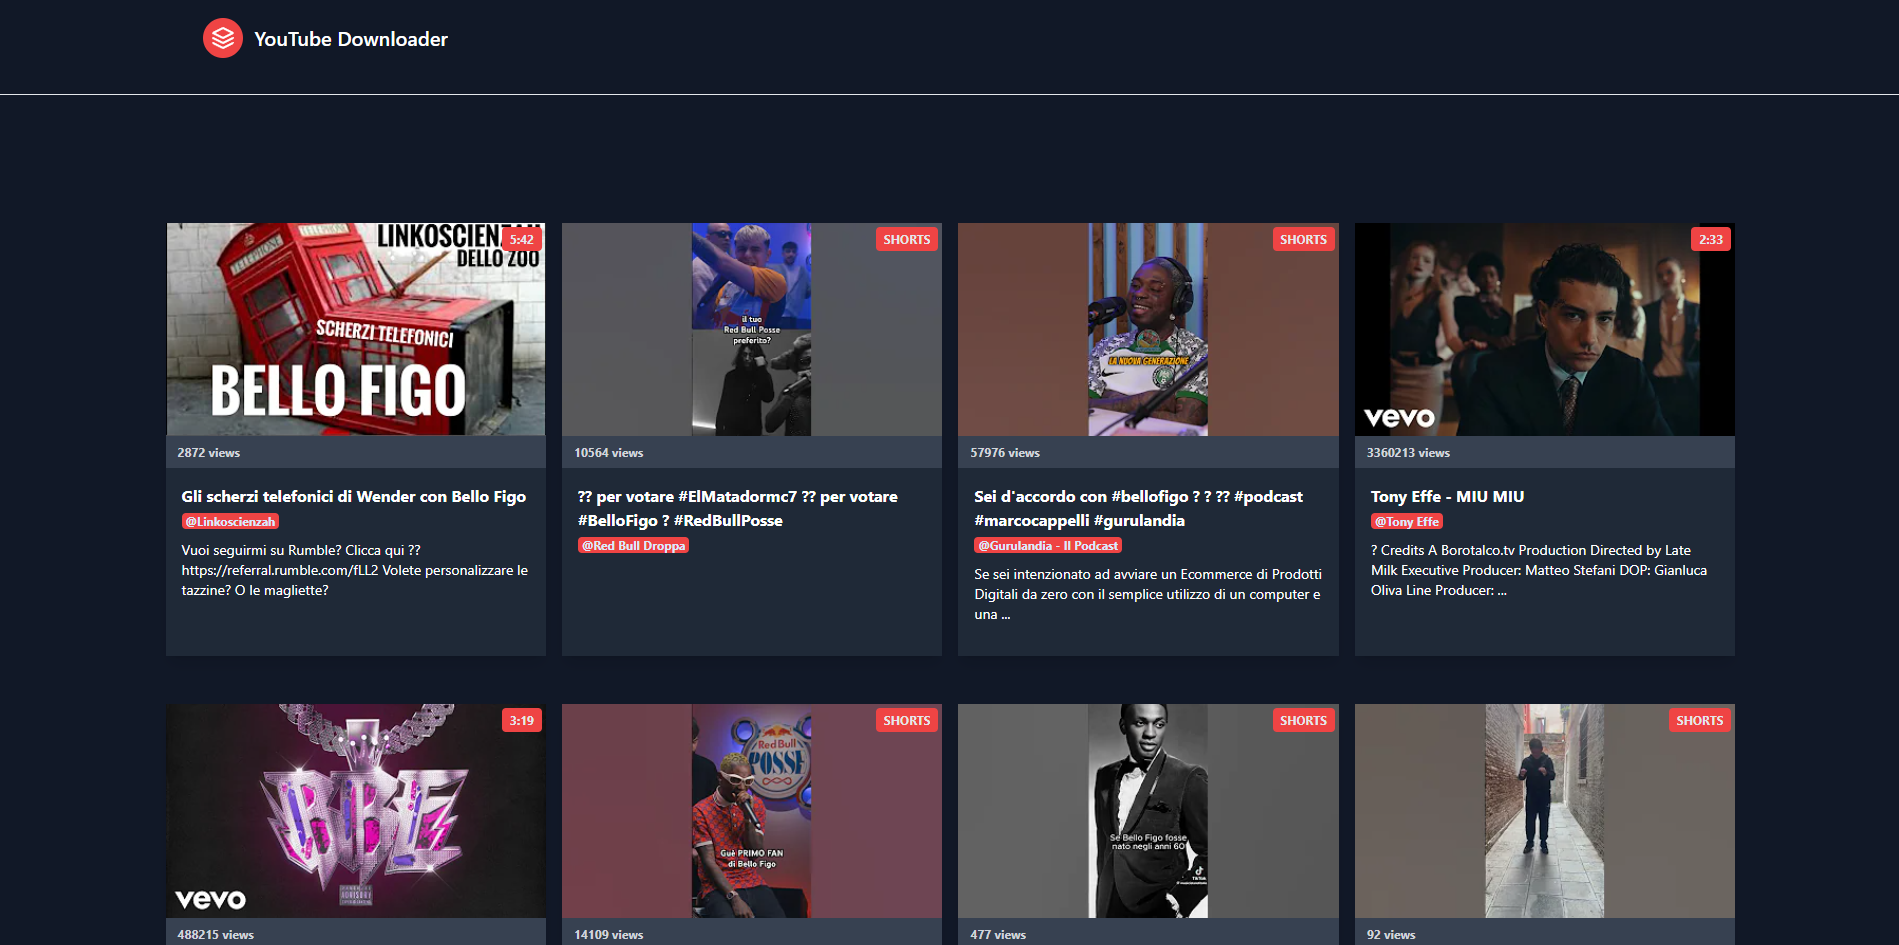 YouTube Downloader
LINKOSCIENZAH
DELLO ZOO
5:42
TELEPHONE
SCHERZI TELEFONICI
BELLO FIGO
2872 views
Gli scherzi telefonici di Wender con Bello Figo
@Linkoscienzah
Vuoi seguirmi su Rumble? Clicca qui ??
https://referral.rumble.com/fLL2 Volete personalizzare le
tazzine? O le magliette?
SHORTS
il tuo
Red Bull Posse
preferito?
10564 views
?? per votare #ElMatadormc7 ?? per votare
#BelloFigo ? #RedBullPosse
@Red Bull Droppa
SHORTS
LA NUOVA GENERAZIONE
57976 views
Sei d'accordo con #bellofigo ? ? ?? #podcast
#marcocappelli #gurulandia
@Gurulandia - Il Podcast
Se sei intenzionato ad avviare un Ecommerce di Prodotti
Digitali da zero con il semplice utilizzo di un computer e
una ...
2:33
vevo
3360213 views
Tony Effe - MIU MIU
@Tony Effe
? Credits A Borotalco.tv Production Directed by Late
Milk Executive Producer: Matteo Stefani DOP: Gianluca
Oliva Line Producer: ...
3:19
vevo
488215 views
SHORTS
Red Bull
POSSE
Guè PRIMO FAN
di Bello Figo
14109 views
SHORTS
Se Bello Figo fosse
nato negli anni 60
TikTok
477 views
SHORTS
92 views